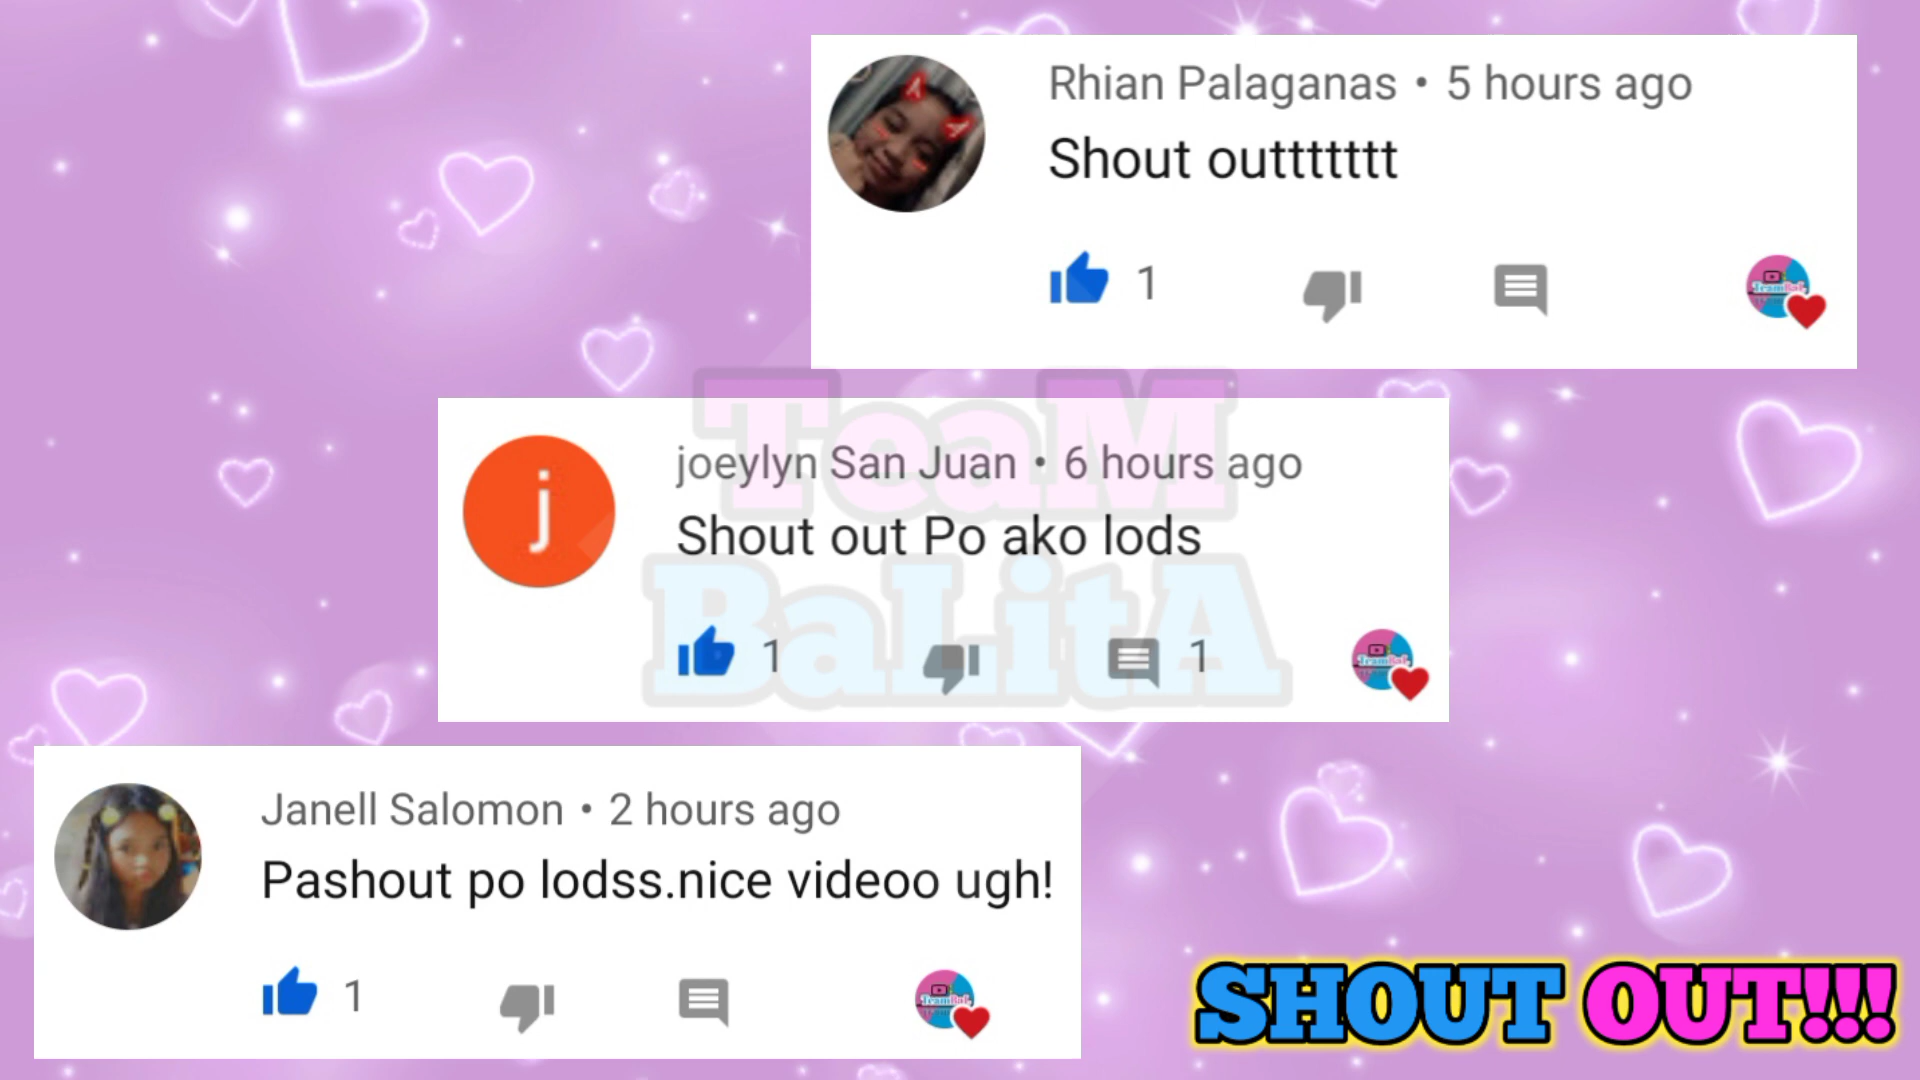 Rhian Palaganas • 5 hours ago
Shout outttttttt
1
TeaM
joeylyn San Juan • 6 hours ago
Shout out Po ako lods
BaLitA
1
1
Janell Salomon • 2 hours ago
Pashout po lodss.nice videoo ugh!
1
SHOUT OUT!!!